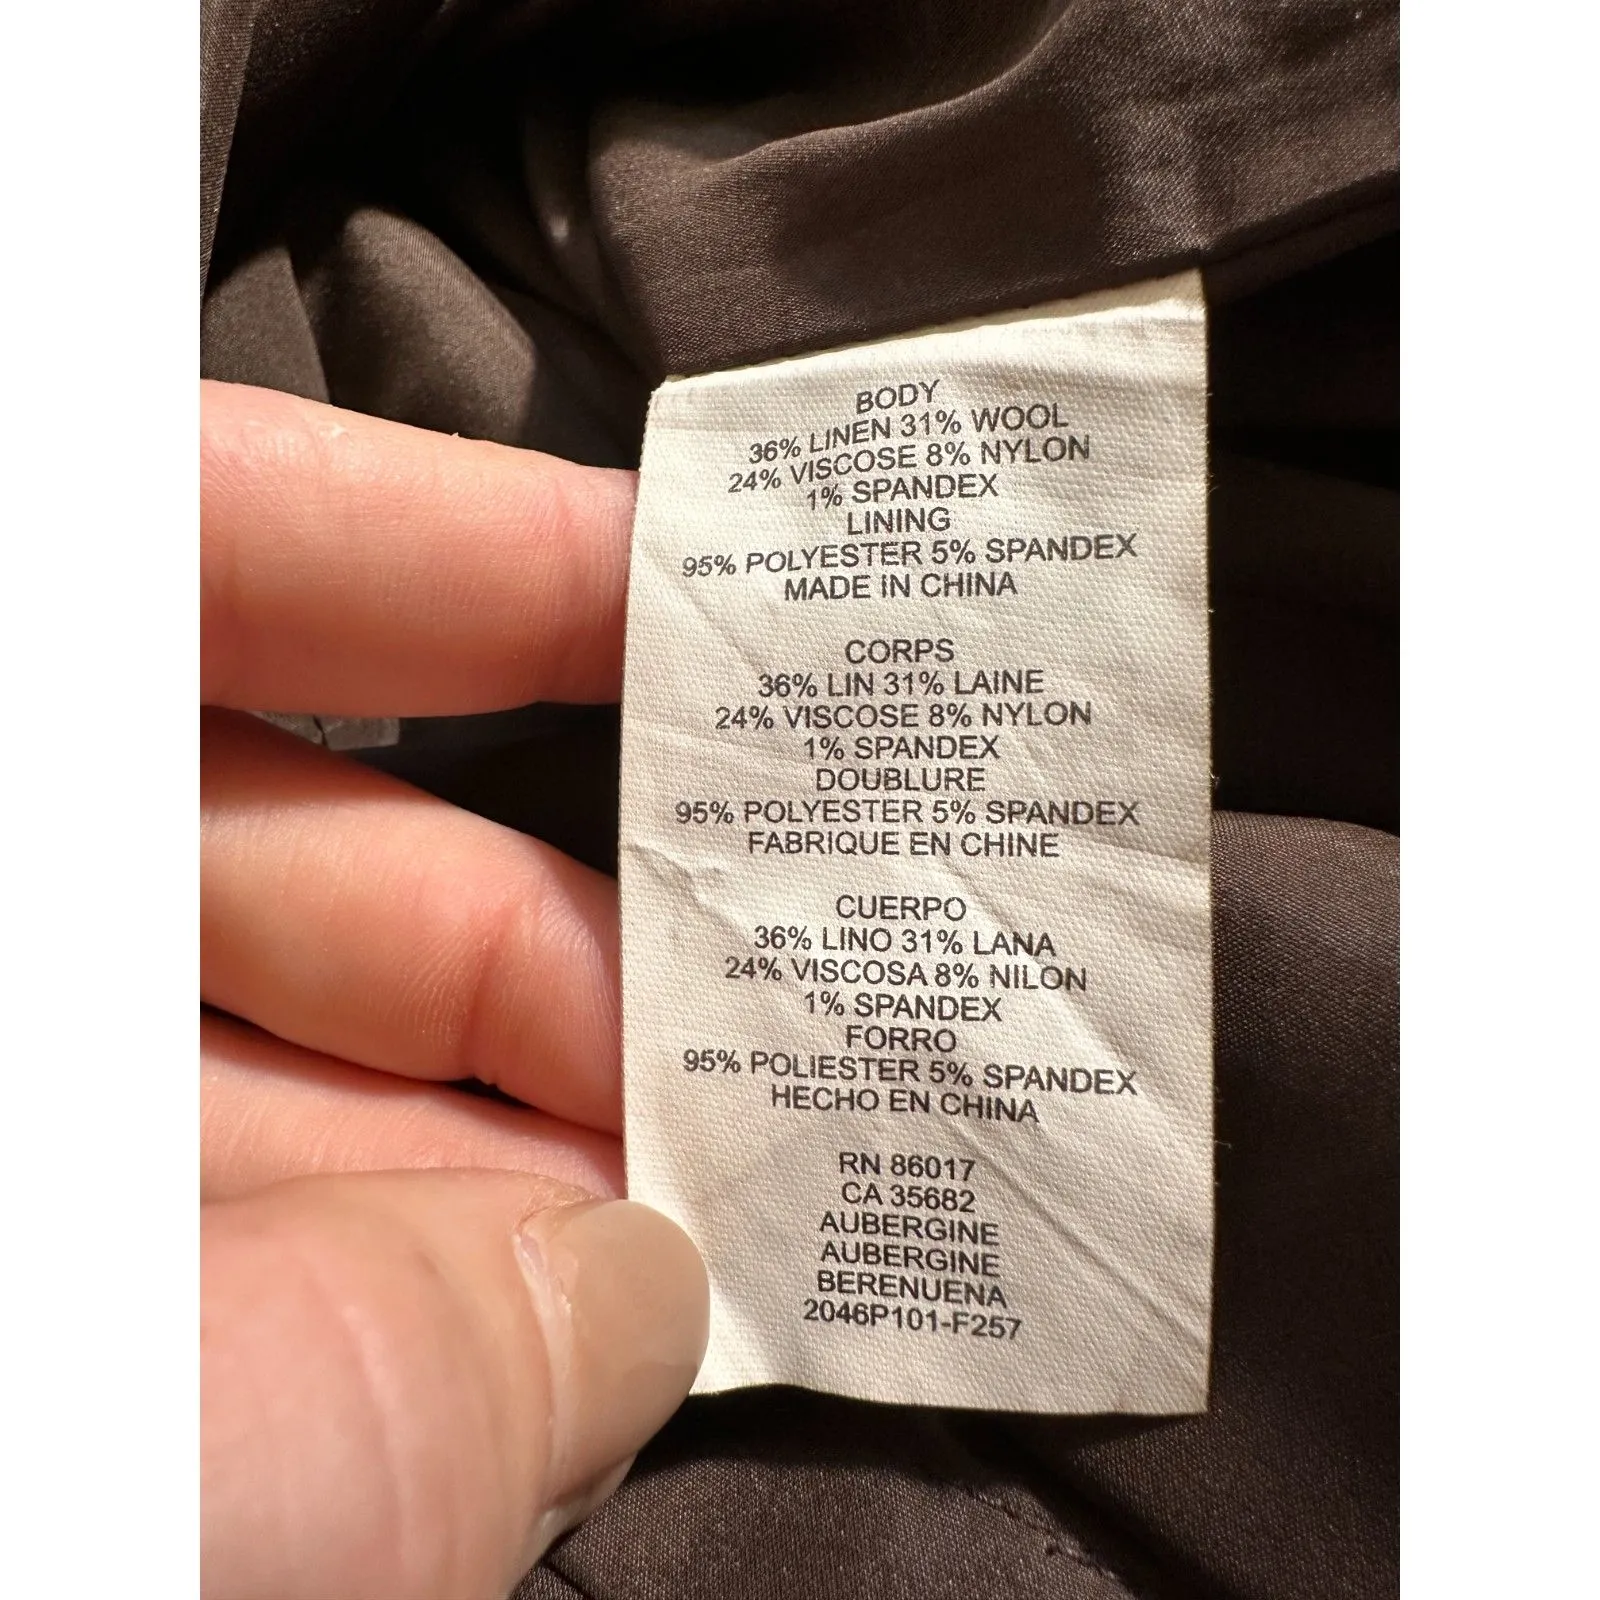 BODY
36% LINEN 31% WOOL
24% VISCOSE 8% NYLON
1% SPANDEX
LINING
95% POLYESTER 5% SPANDEX
MADE IN CHINA
CORPS
36% LIN 31% LAINE
24% VISCOSE 8% NYLON
1% SPANDEX
DOUBLURE
95% POLYESTER 5% SPANDEX
FABRIQUE EN CHINE
CUERPO
36% LINO 31% LANA
24% VISCOSA 8% NILON
1% SPANDEX
FORRO
95% POLIESTER 5% SPANDEX
HECHO EN CHINA
RN 86017
CA 35682
AUBERGINE
AUBERGINE
BERENUENA
2046P101-F257